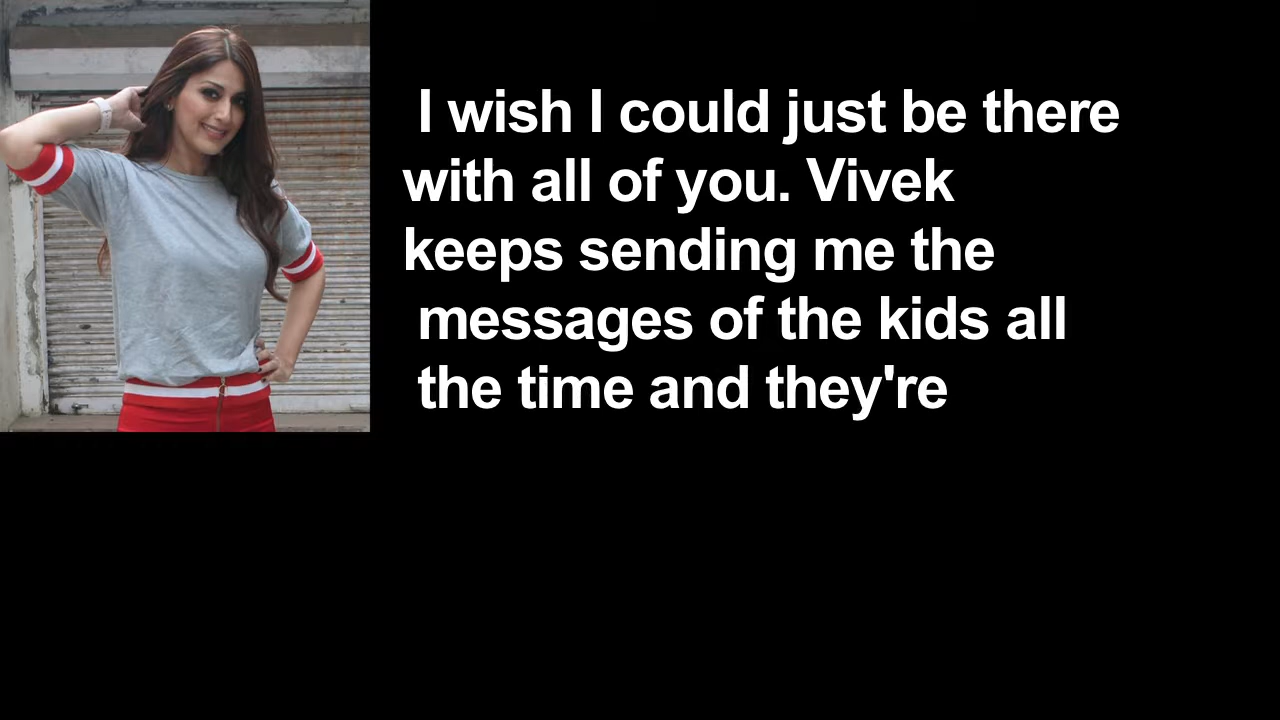 I wish I could just be there
with all of you. Vivek
keeps sending me the
messages of the kids all
the time and they're